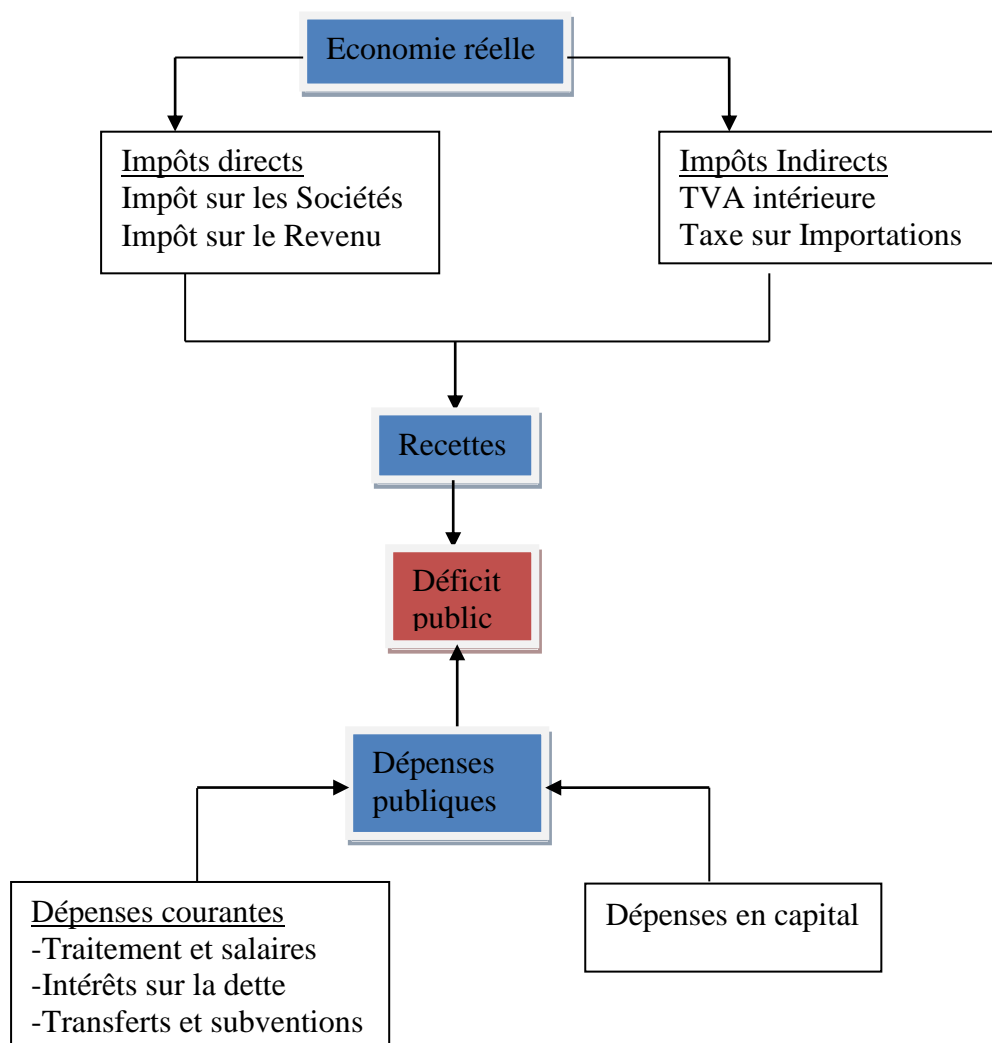 Economie réelle
Impôts directs
Impôt sur les Sociétés
Impôt sur le Revenu
Impôts Indirects
TVA intérieure
Taxe sur Importations
Recettes
Déficit
public
Dépenses
publiques
Dépenses courantes
-Traitement et salaires
-Intérêts sur la dette
-Transferts et subventions
Dépenses en capital